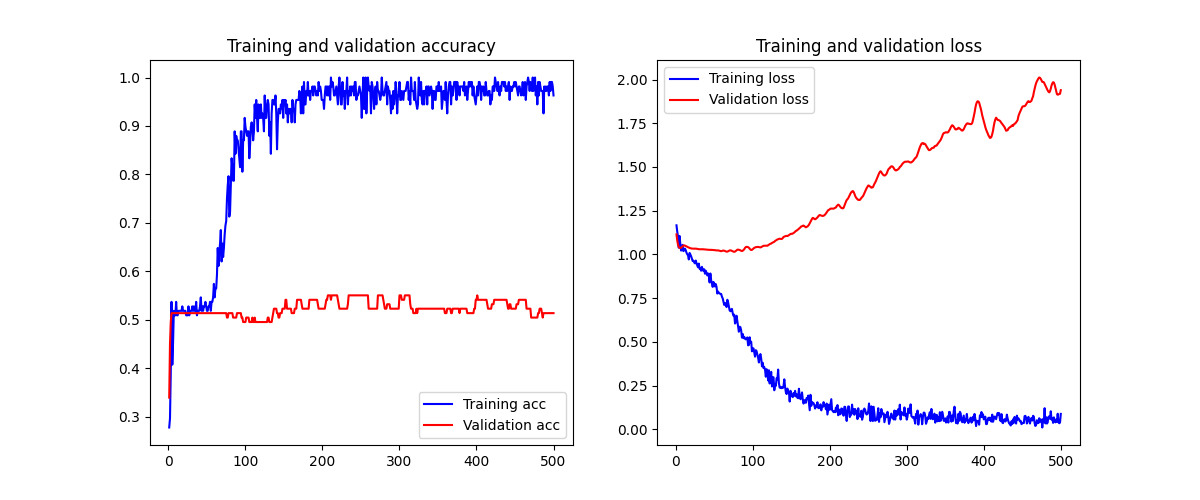 Training and validation accuracy
1.0
0.9
0.8
0.7
0.6
0.5
0.4
0.3
0 100 200 300 400 500
Training acc
Validation acc
Training and validation loss
2.00
1.75
1.50
1.25
1.00
0.75
0.50
0.25
0.00
0 100 200 300 400 500
Training loss
Validation loss